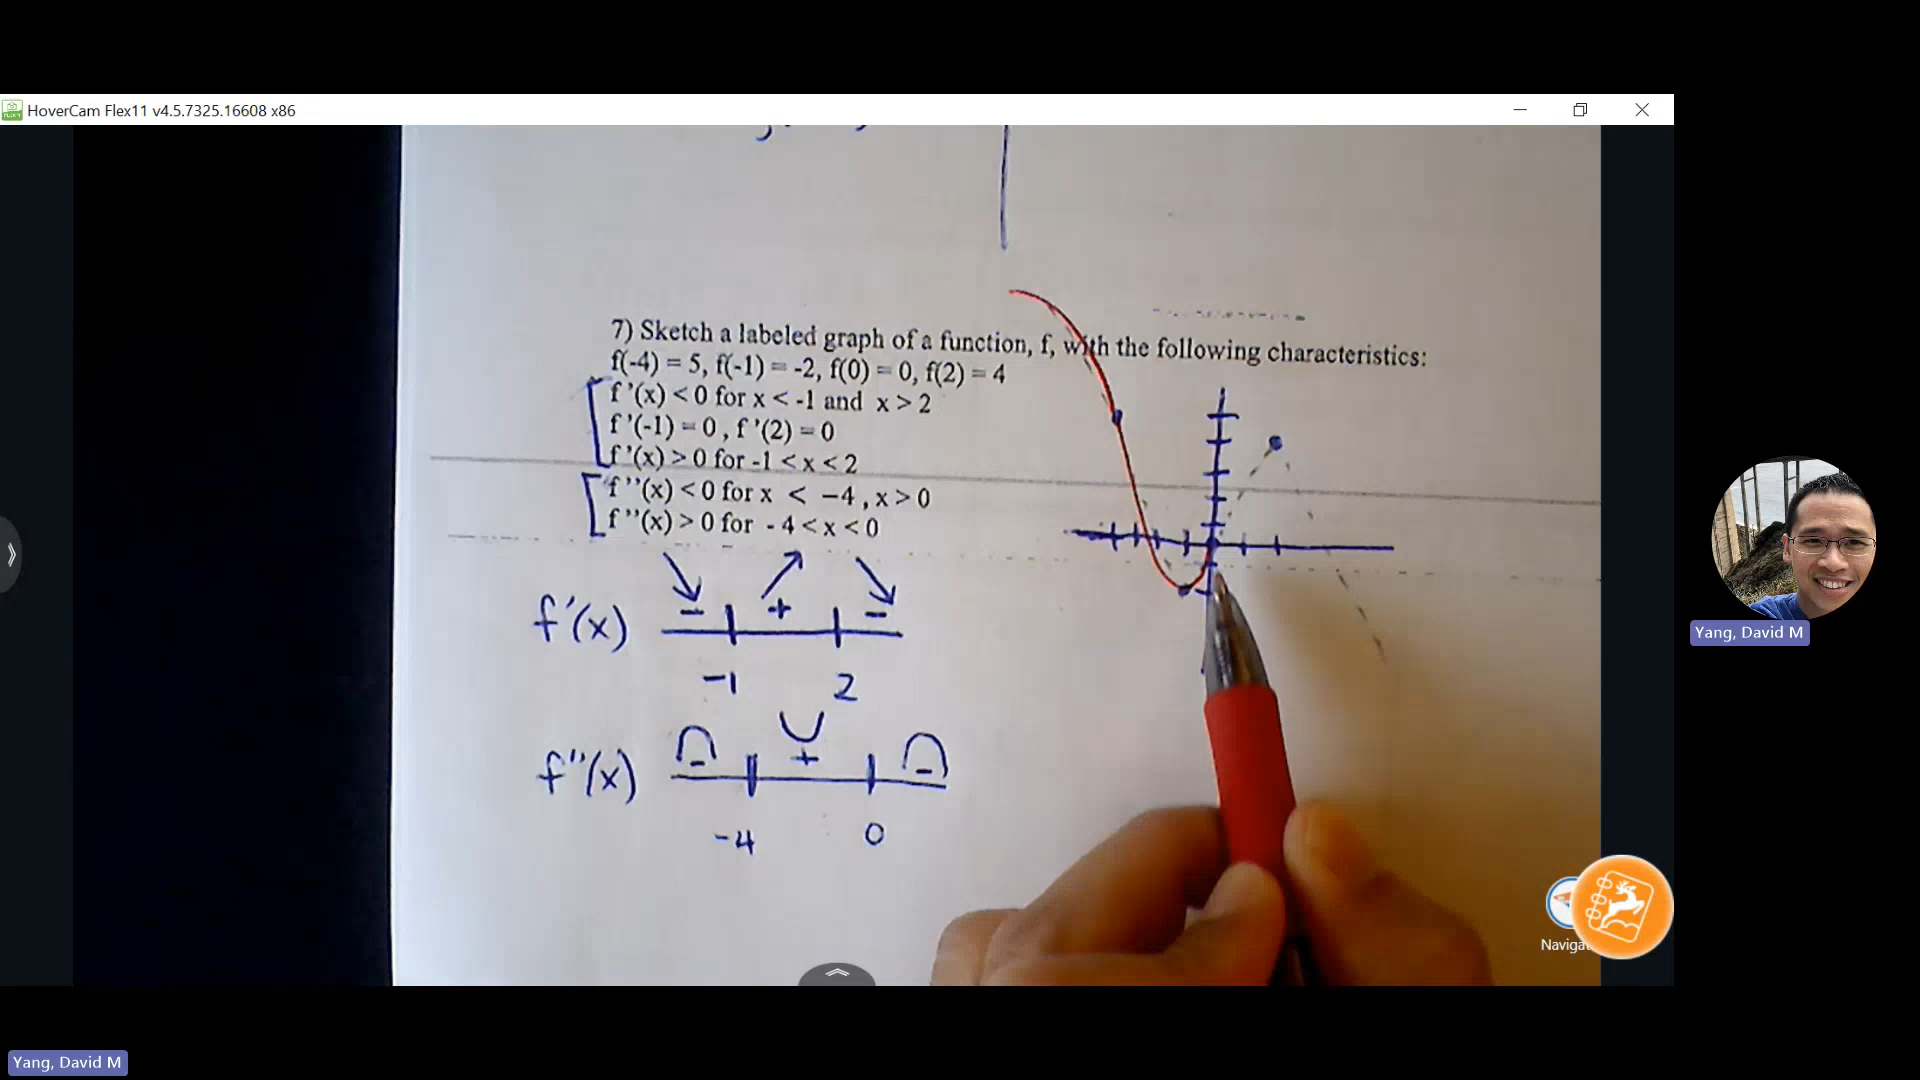 HoverCam Flex11 v4.5.7325.16608 x86
7) Sketch a labeled graph of a function, f, with the following characteristics:
f(-4) = 5, f(-1) = -2, f(0) = 0, f(2) = 4
f '(x) < 0 for x < -1 and x > 2
f '(-1) = 0 , f '(2) = 0
f '(x) > 0 for -1 < x < 2
f ''(x) < 0 for x < −4 , x > 0
f ''(x) > 0 for - 4 < x < 0
f'(x) - + -
-1 2
f"(x) - + -
-4 0
Yang, David M
Yang, David M